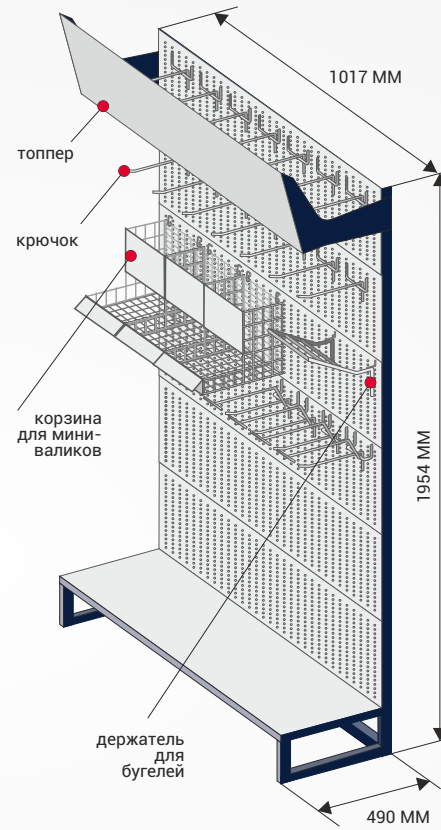 1017 ММ
топпер
крючок
корзина
для мини-
валиков
1954 ММ
держатель
для
бугелей
490 ММ